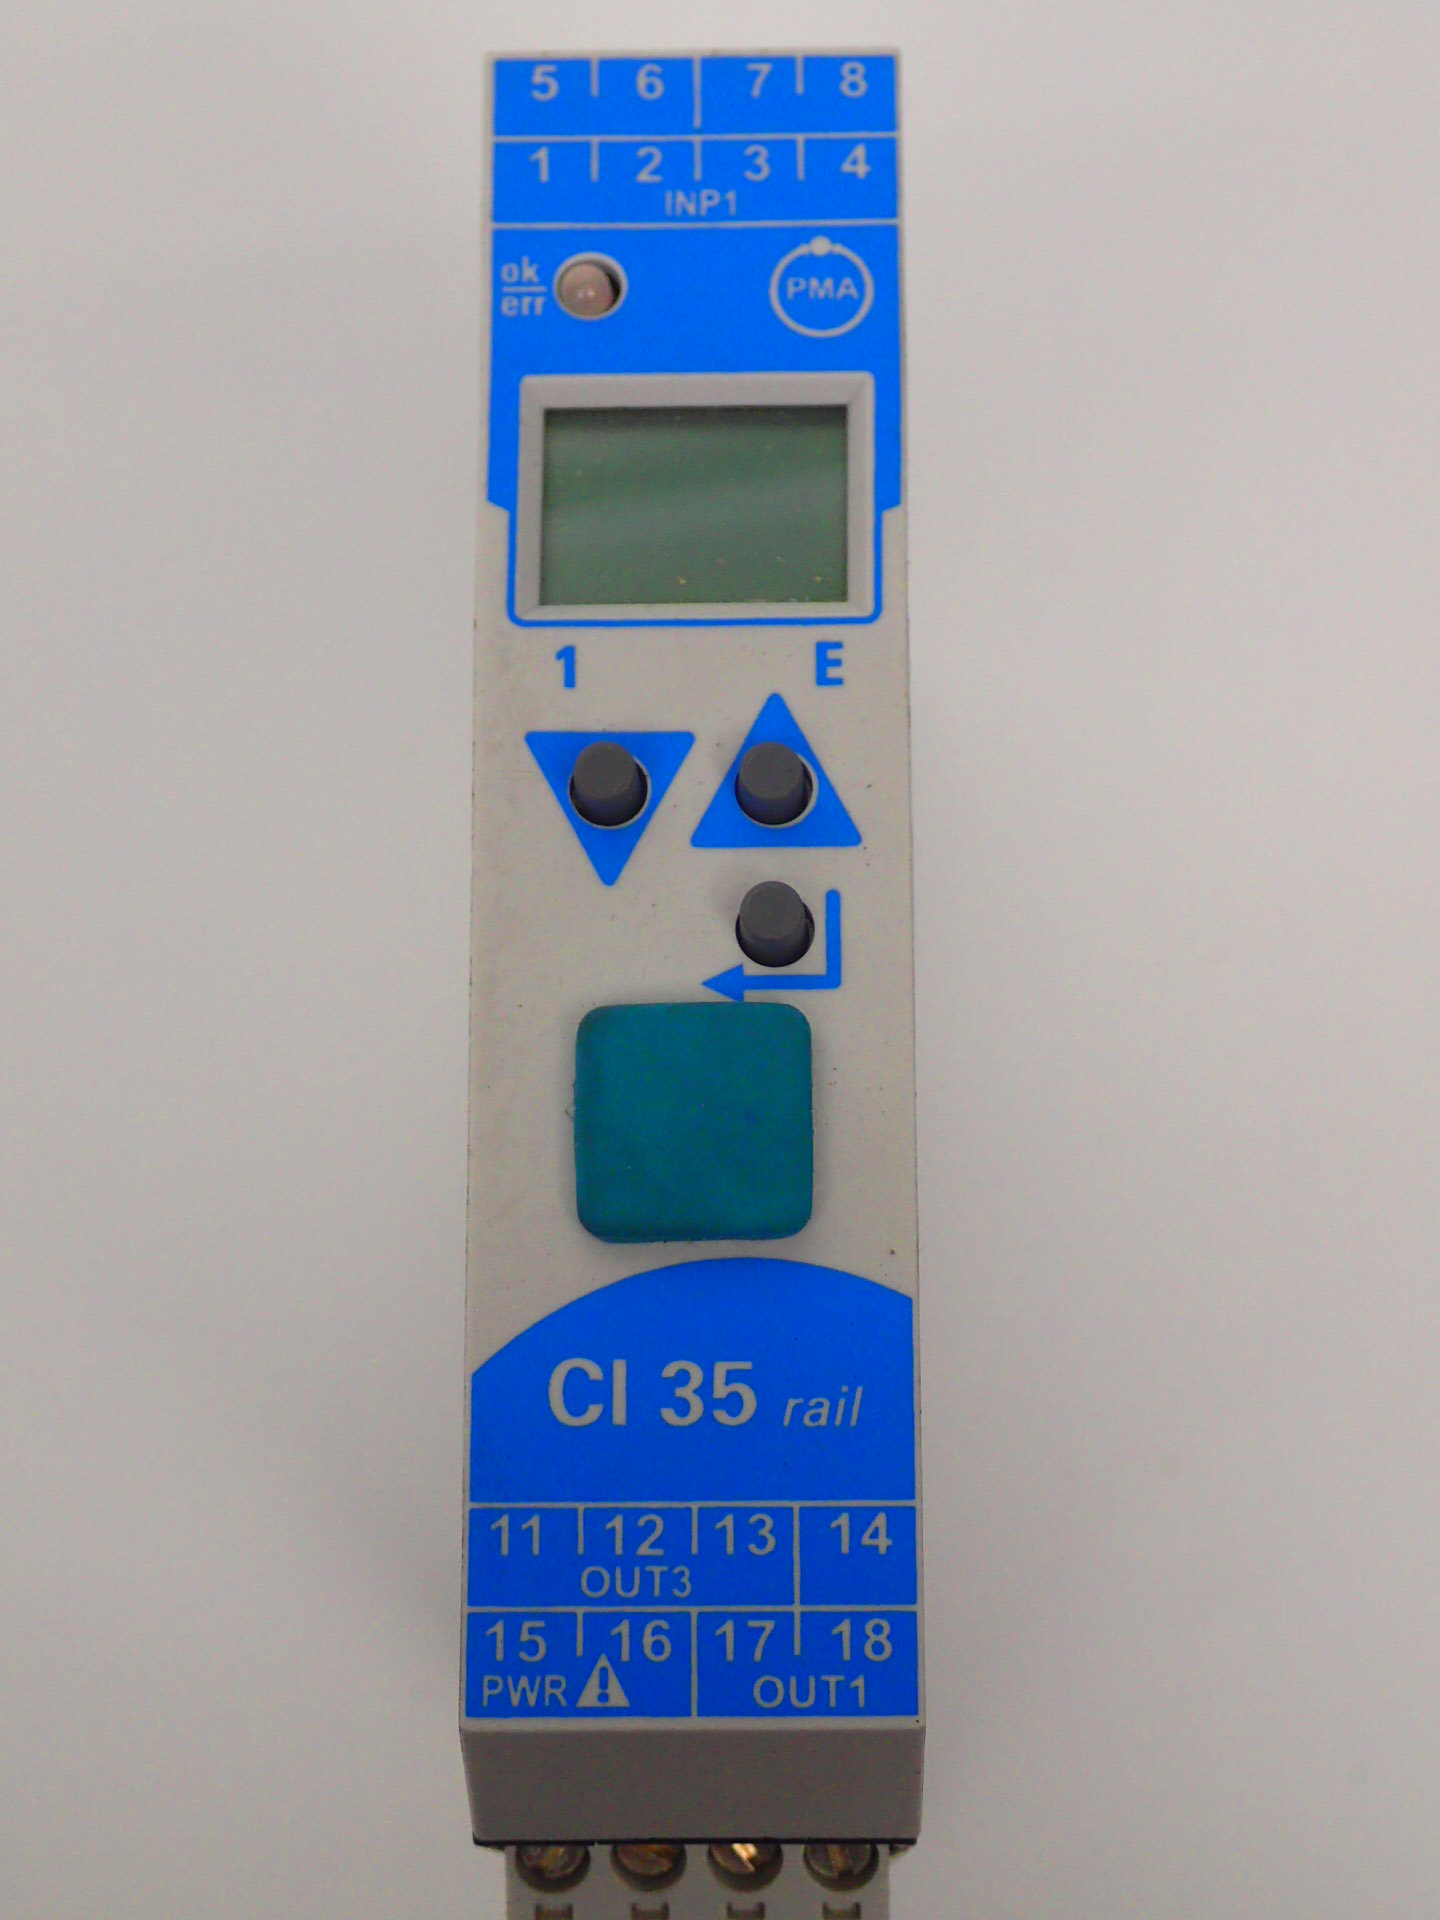 5 6 7 8
1 2 3 4
INP1
ok
err
PMA
1 E
CI 35 rail
11 12 13 14
OUT3
15 16 17 18
PWR OUT1